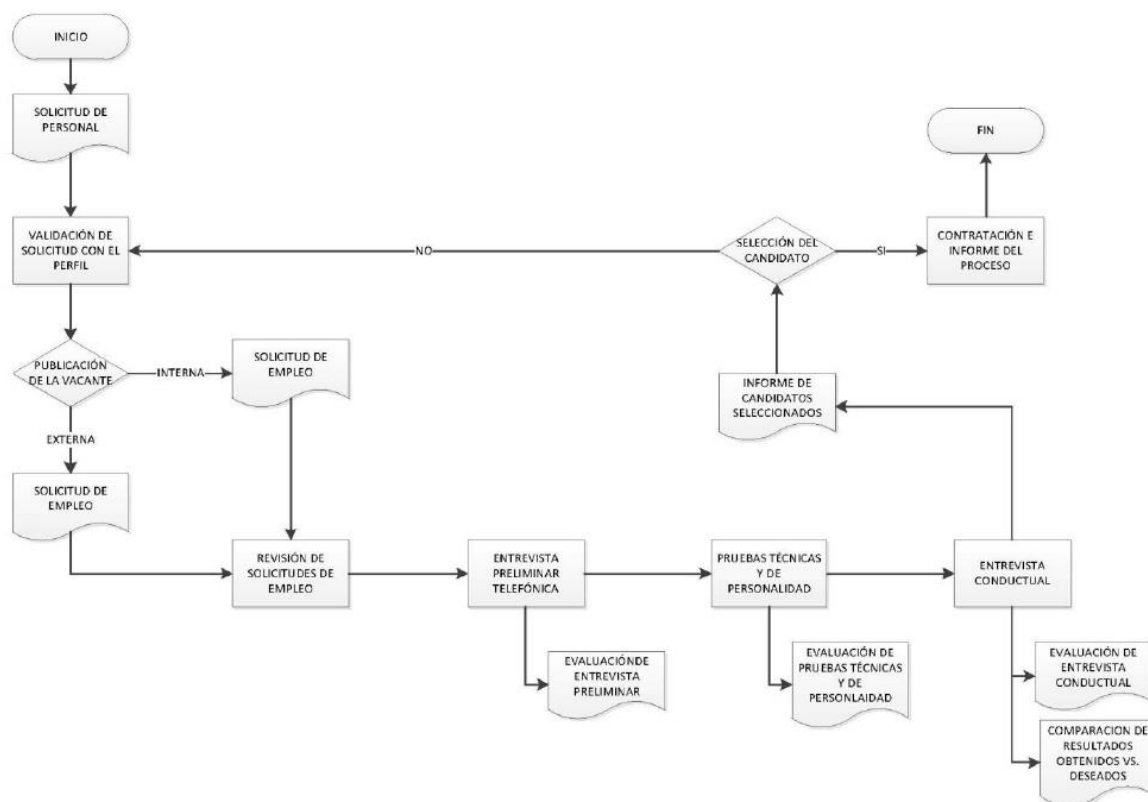 INICIO
SOLICITUD DE
PERSONAL
FIN
VALIDACIÓN DE
SOLICITUD CON EL
PERFIL
NO
SELECCIÓN DEL
CANDIDATO
SI
CONTRATACIÓN E
INFORME DEL
PROCESO
PUBLICACIÓN
DE LA VACANTE
INTERNA
SOLICITUD DE
EMPLEO
INFORME DE
CANDIDATOS
SELECCIONADOS
EXTERNA
SOLICITUD DE
EMPLEO
REVISIÓN DE
SOLICITUDES DE
EMPLEO
ENTREVISTA
PRELIMINAR
TELEFÓNICA
PRUEBAS TÉCNICAS
Y DE
PERSONALIDAD
ENTREVISTA
CONDUCTUAL
EVALUACIÓNDE
ENTREVISTA
PRELIMINAR
EVALUACIÓN DE
PRUEBAS TÉCNICAS
Y DE
PERSONLAIDAD
EVALUACIÓN DE
ENTREVISTA
CONDUCTUAL
COMPARACION DE
RESULTADOS
OBTENIDOS VS.
DESEADOS